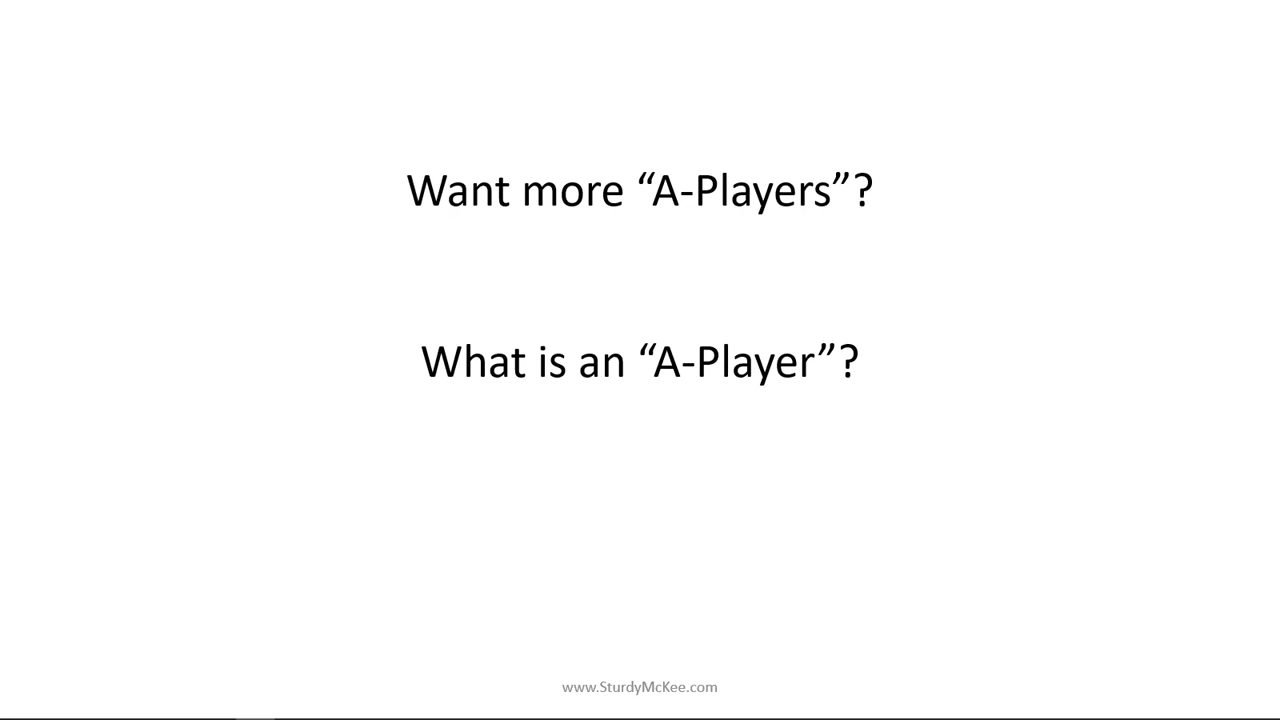 Want more “A-Players”?
What is an “A-Player”?
www.SturdyMcKee.com